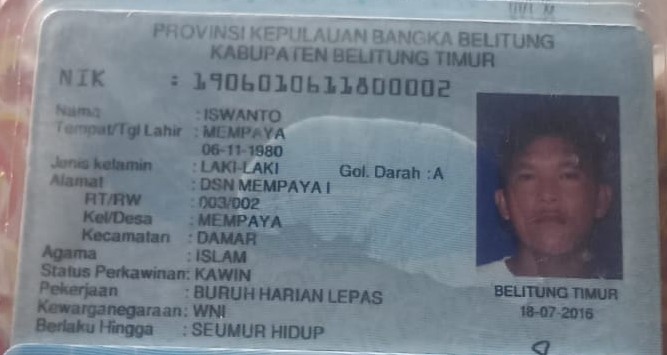 PROVINSI KEPULAUAN BANGKA BELITUNG
KABUPATEN BELITUNG TIMUR
NIK : 1906010611800002
Nama : ISWANTO
Tempat/Tgl Lahir : MEMPAYA
06-11-1980
Jenis kelamin : LAKI-LAKI Gol. Darah : A
Alamat : DSN MEMPAYA I
RT/RW : 003/002
Kel/Desa : MEMPAYA
Kecamatan : DAMAR
Agama : ISLAM
Status Perkawinan: KAWIN
Pekerjaan : BURUH HARIAN LEPAS
Kewarganegaraan: WNI
Berlaku Hingga : SEUMUR HIDUP
BELITUNG TIMUR
18-07-2016